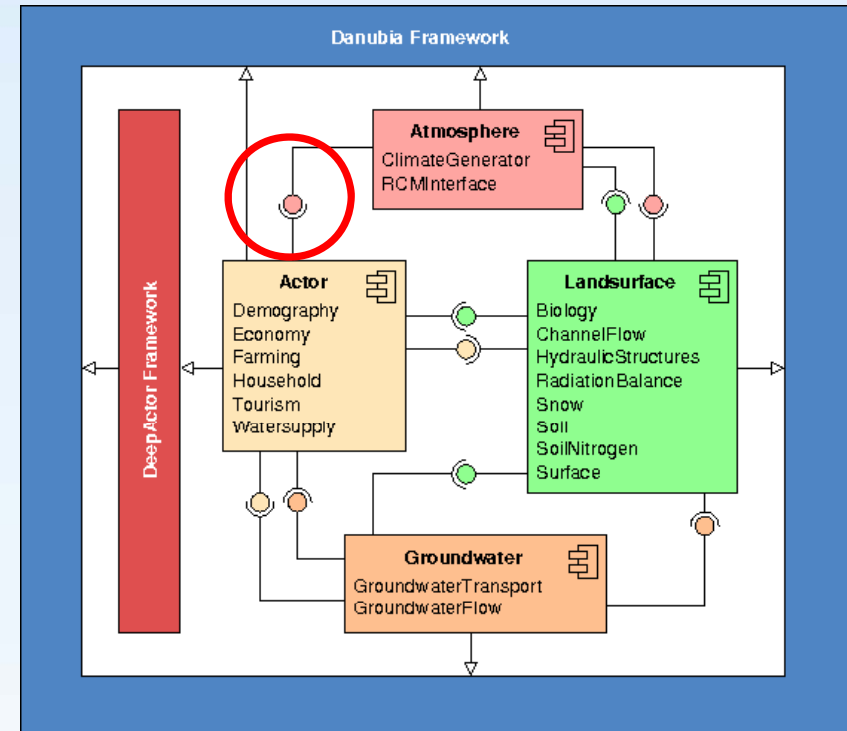 Danubia Framework
Atmosphere
ClimateGenerator
RCMInterface
DeepActor Framework
Actor
Demography
Economy
Farming
Household
Tourism
Watersupply
Landsurface
Biology
ChannelFlow
HydraulicStructures
RadiationBalance
Snow
Soil
SoilNitrogen
Surface
Groundwater
GroundwaterTransport
GroundwaterFlow